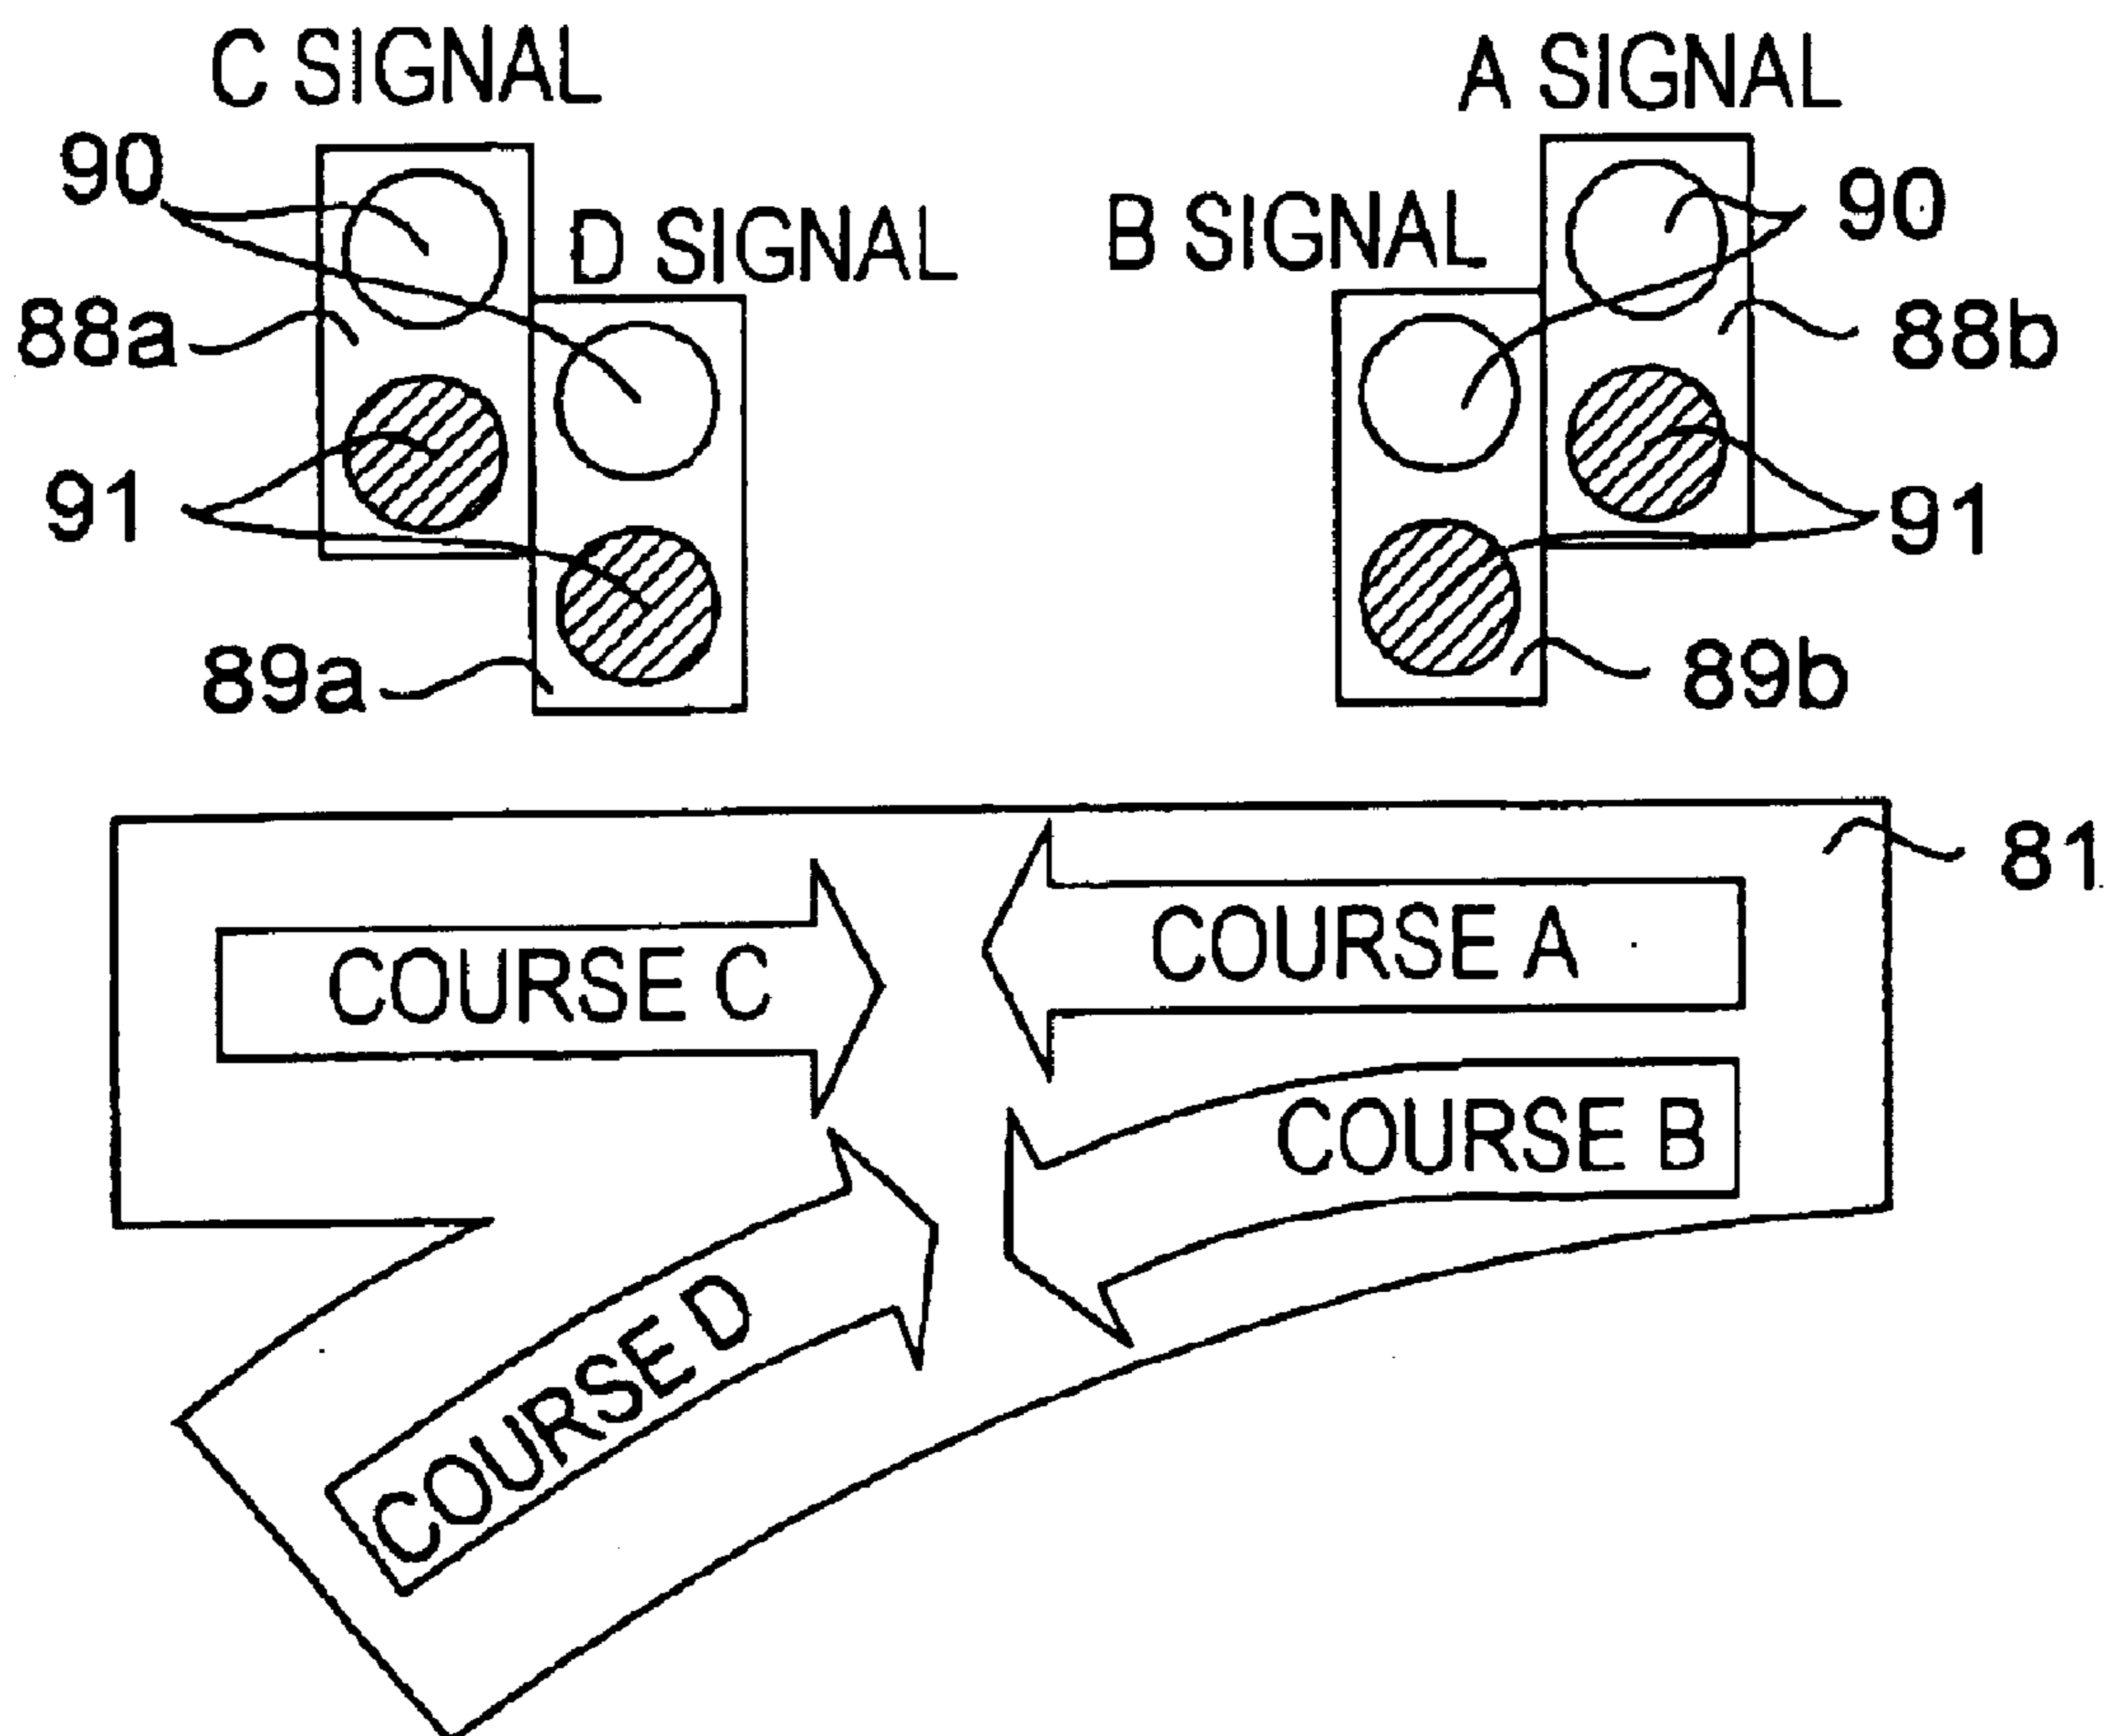 C SIGNAL
A SIGNAL
90
D SIGNAL
B SIGNAL
90
88a
88b
91
91
89a
89b
81
COURSE C
COURSE A
COURSE B
COURSE D